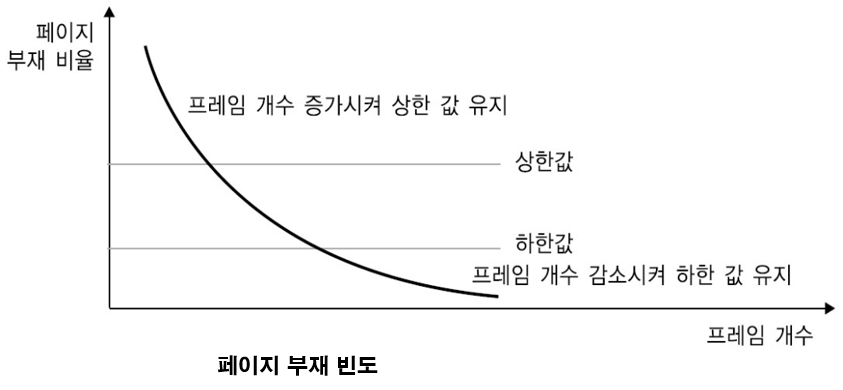 페이지
부재 비율
프레임 개수 증가시켜 상한 값 유지
상한값
하한값
프레임 개수 감소시켜 하한 값 유지
프레임 개수
페이지 부재 빈도